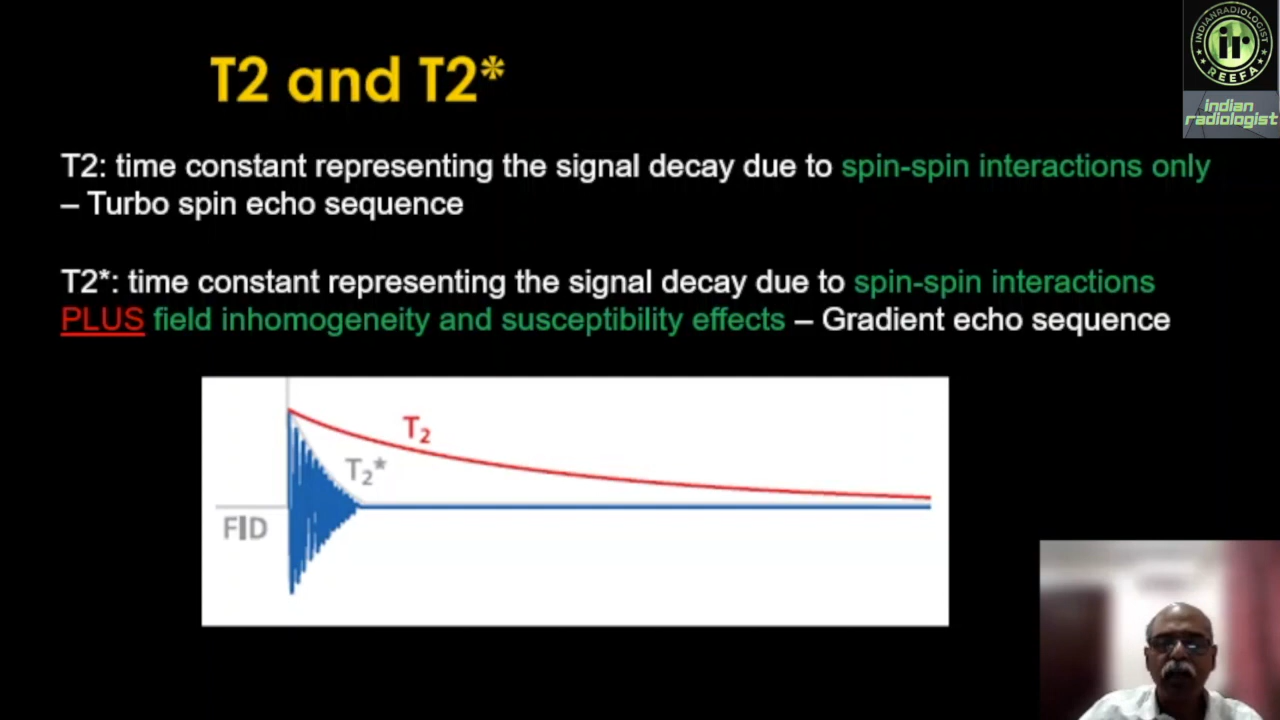 T2 and T2*
INDIANRADIOLOGIST
ir
REEFA
indian
radiologist
T2: time constant representing the signal decay due to spin-spin interactions only
– Turbo spin echo sequence
T2*: time constant representing the signal decay due to spin-spin interactions
PLUS field inhomogeneity and susceptibility effects – Gradient echo sequence
T₂
T₂*
FID